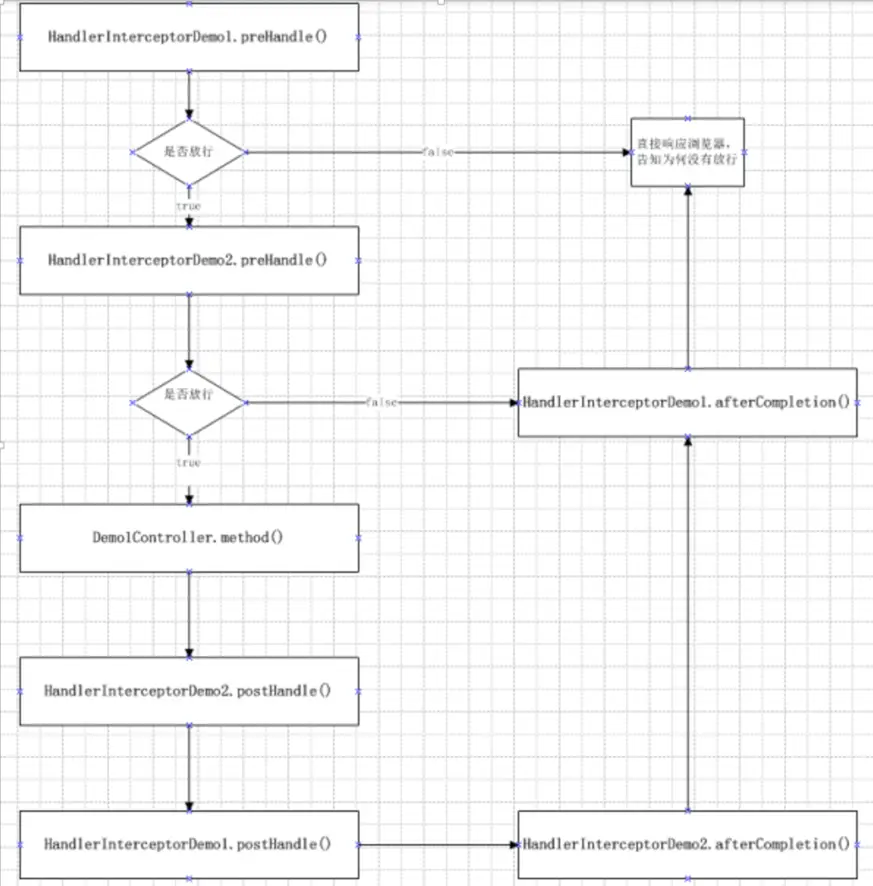 HandlerInterceptorDemo1.preHandle()
是否放行
false
直接响应浏览器，
告知为何没有放行
true
HandlerInterceptorDemo2.preHandle()
是否放行
false
HandlerInterceptorDemo1.afterCompletion()
true
Demo1Controller.method()
HandlerInterceptorDemo2.postHandle()
HandlerInterceptorDemo1.postHandle()
HandlerInterceptorDemo2.afterCompletion()